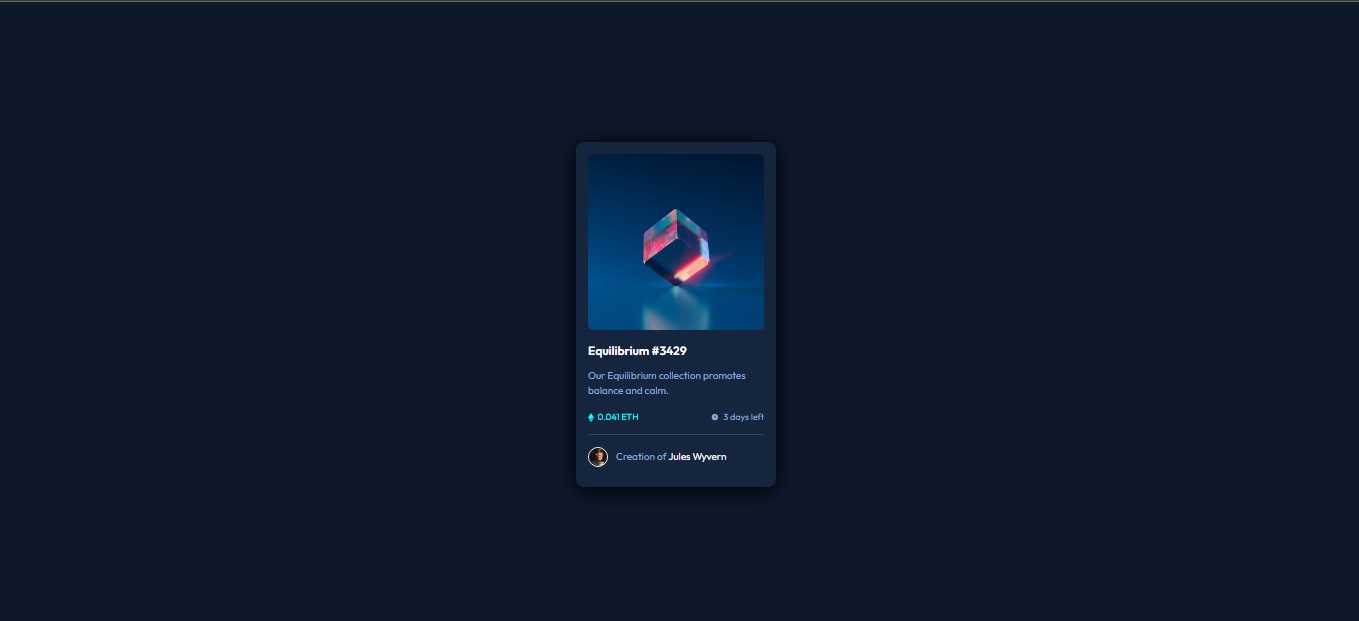 Equilibrium #3429
Our Equilibrium collection promotes
balance and calm.
0.041 ETH
3 days left
Creation of Jules Wyvern